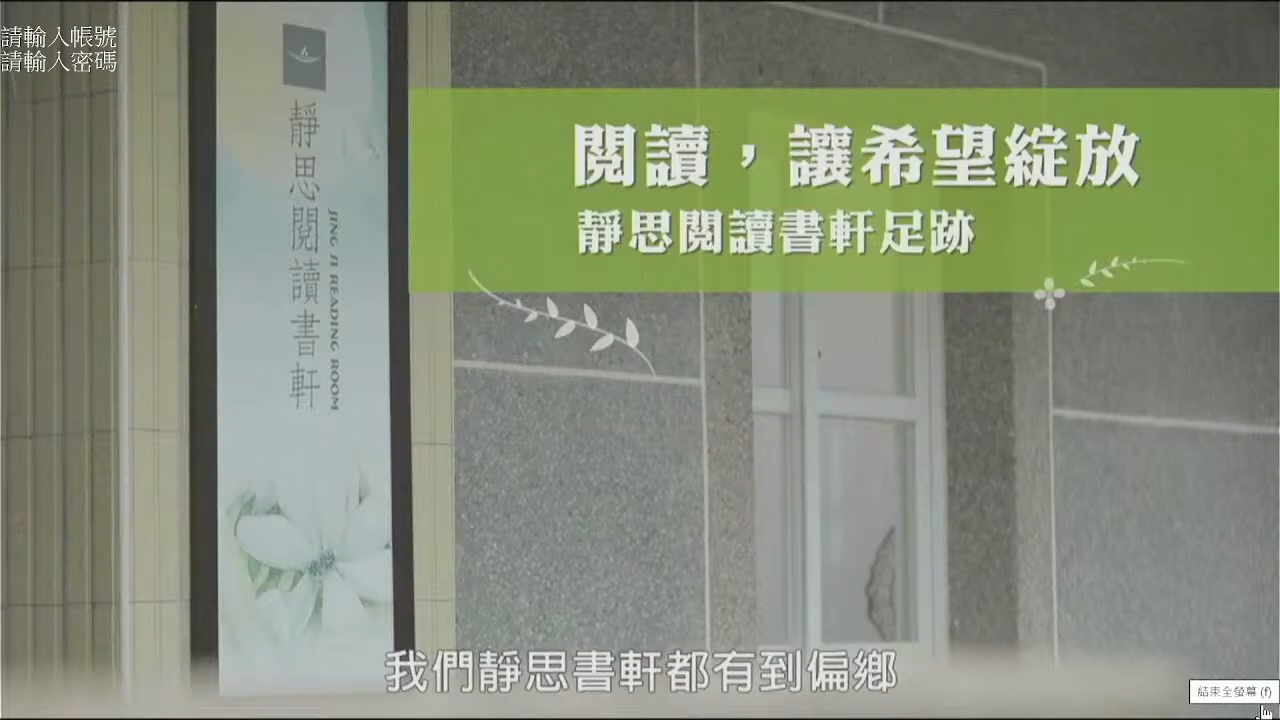 請輸入帳號
請輸入密碼
靜思閱讀書軒
JING SI READING ROOM
閱讀，讓希望綻放
靜思閱讀書軒足跡
我們靜思書軒都有到偏鄉
結束全螢幕 (f)